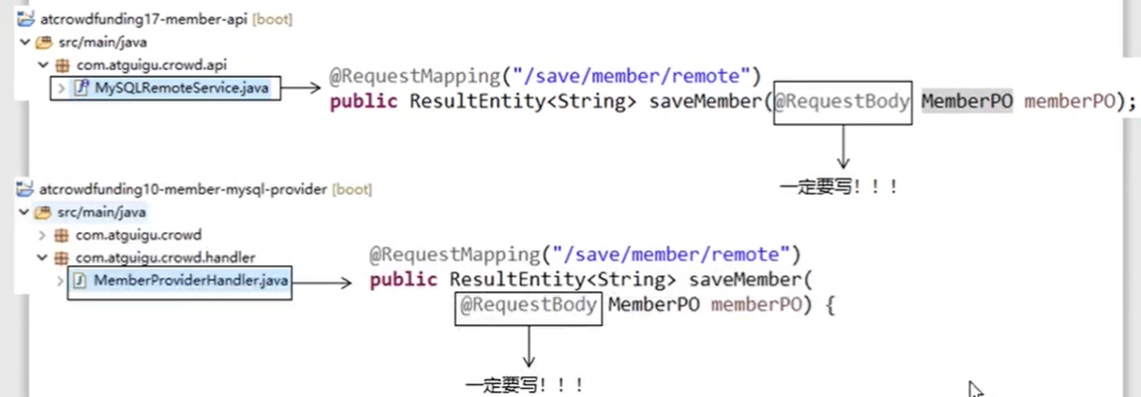 atcrowdfunding17-member-api [boot]
src/main/java
com.atguigu.crowd.api
MySQLRemoteService.java
@RequestMapping("/save/member/remote")
public ResultEntity<String> saveMember(@RequestBody MemberPO memberPO);
一定要写！！！
atcrowdfunding10-member-mysql-provider [boot]
src/main/java
com.atguigu.crowd
com.atguigu.crowd.handler
MemberProviderHandler.java
@RequestMapping("/save/member/remote")
public ResultEntity<String> saveMember(
@RequestBody MemberPO memberPO) {
一定要写！！！